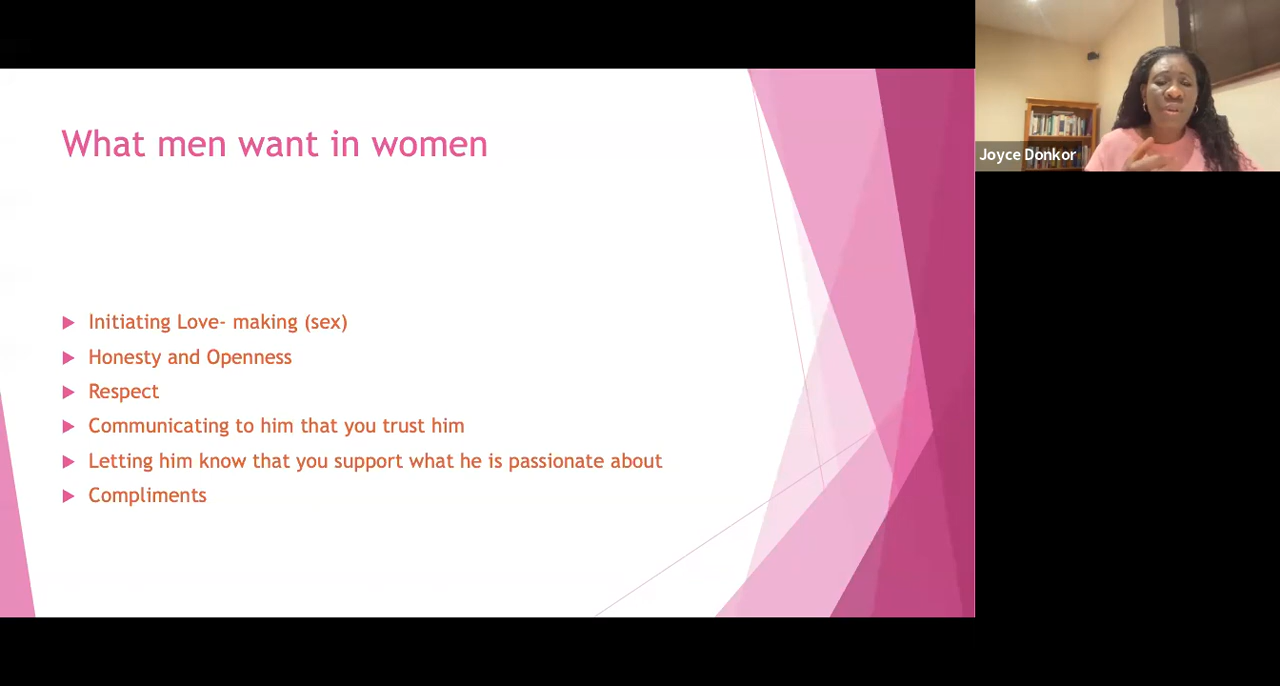 What men want in women
Initiating Love- making (sex)
Honesty and Openness
Respect
Communicating to him that you trust him
Letting him know that you support what he is passionate about
Compliments
Joyce Donkor